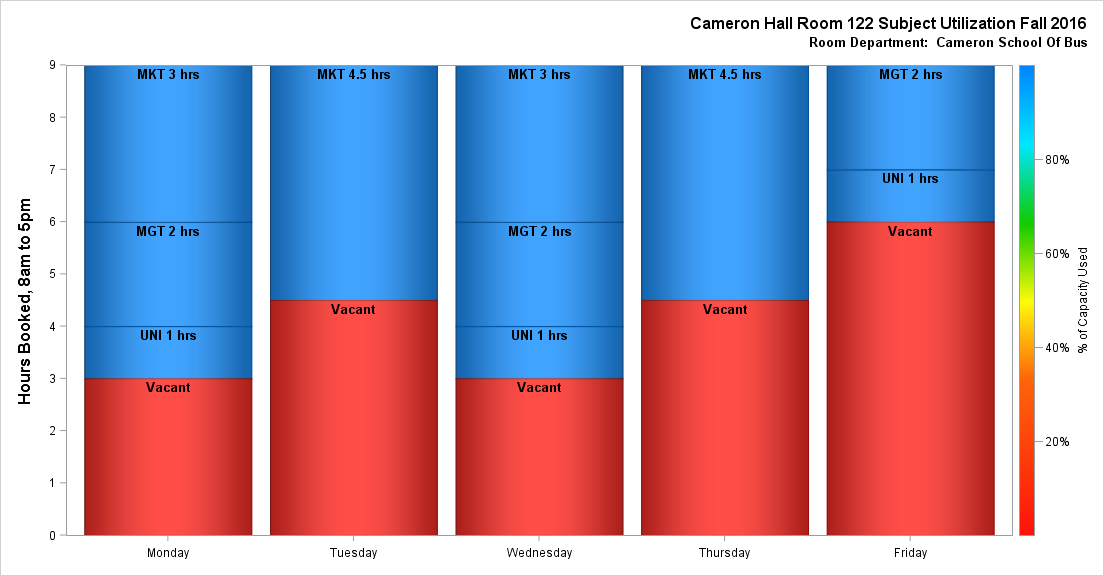 Cameron Hall Room 122 Subject Utilization Fall 2016
Room Department:  Cameron School Of Bus
Hours Booked, 8am to 5pm
9
8
7
6
5
4
3
2
1
0
MKT 3 hrs
MGT 2 hrs
UNI 1 hrs
Vacant
MKT 4.5 hrs
Vacant
MKT 3 hrs
MGT 2 hrs
UNI 1 hrs
Vacant
MKT 4.5 hrs
Vacant
MGT 2 hrs
UNI 1 hrs
Vacant
Monday
Tuesday
Wednesday
Thursday
Friday
80%
60%
40%
20%
% of Capacity Used